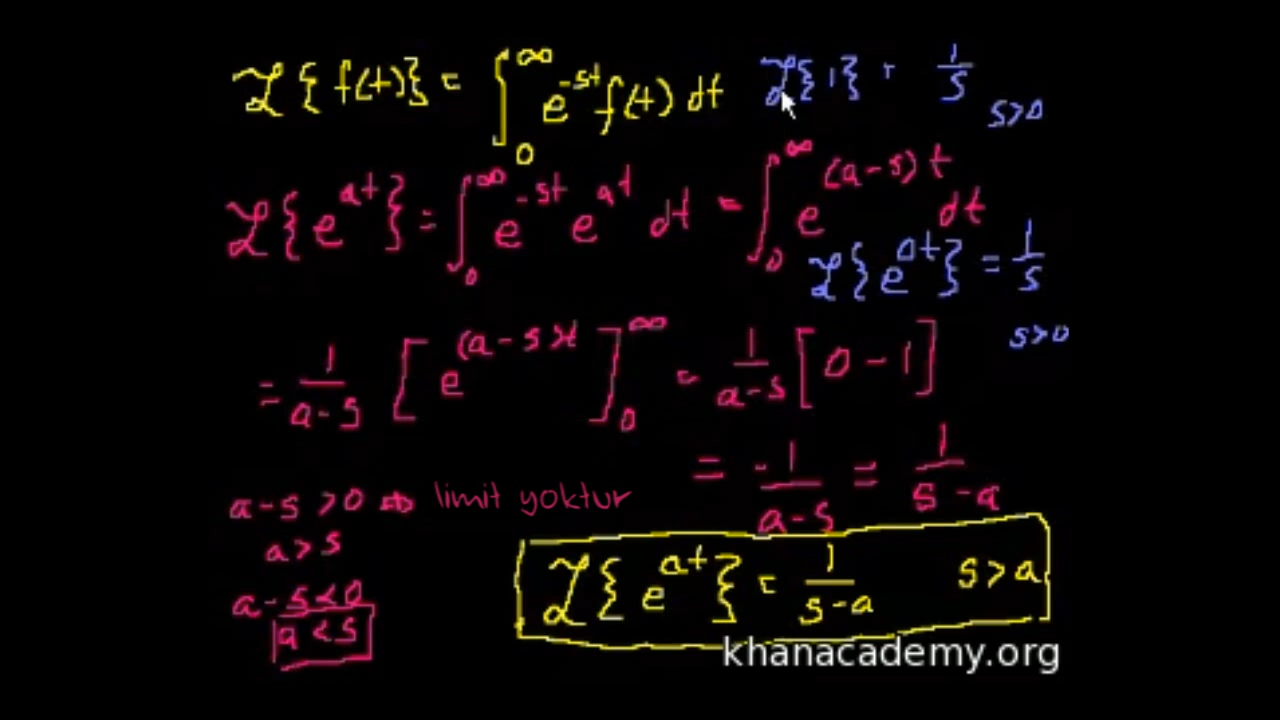 ℒ{f(t)} = ∫₀^∞ e^{-st} f(t) dt
ℒ{1} = 1/s
s>0
ℒ{e^{at}} = ∫₀^∞ e^{-st} e^{at} dt = ∫₀^∞ e^{(a-s)t} dt
ℒ{e^{0t}} = 1/s
s>0
= 1/(a-s) [e^{(a-s)t}]₀^∞ = 1/(a-s) [0-1]
= -1/(a-s) = 1/(s-a)
a-s>0 ⇒ limit yoktur
a>s
a-s<0
a<s
ℒ{e^{at}} = 1/(s-a) s>a
khanacademy.org